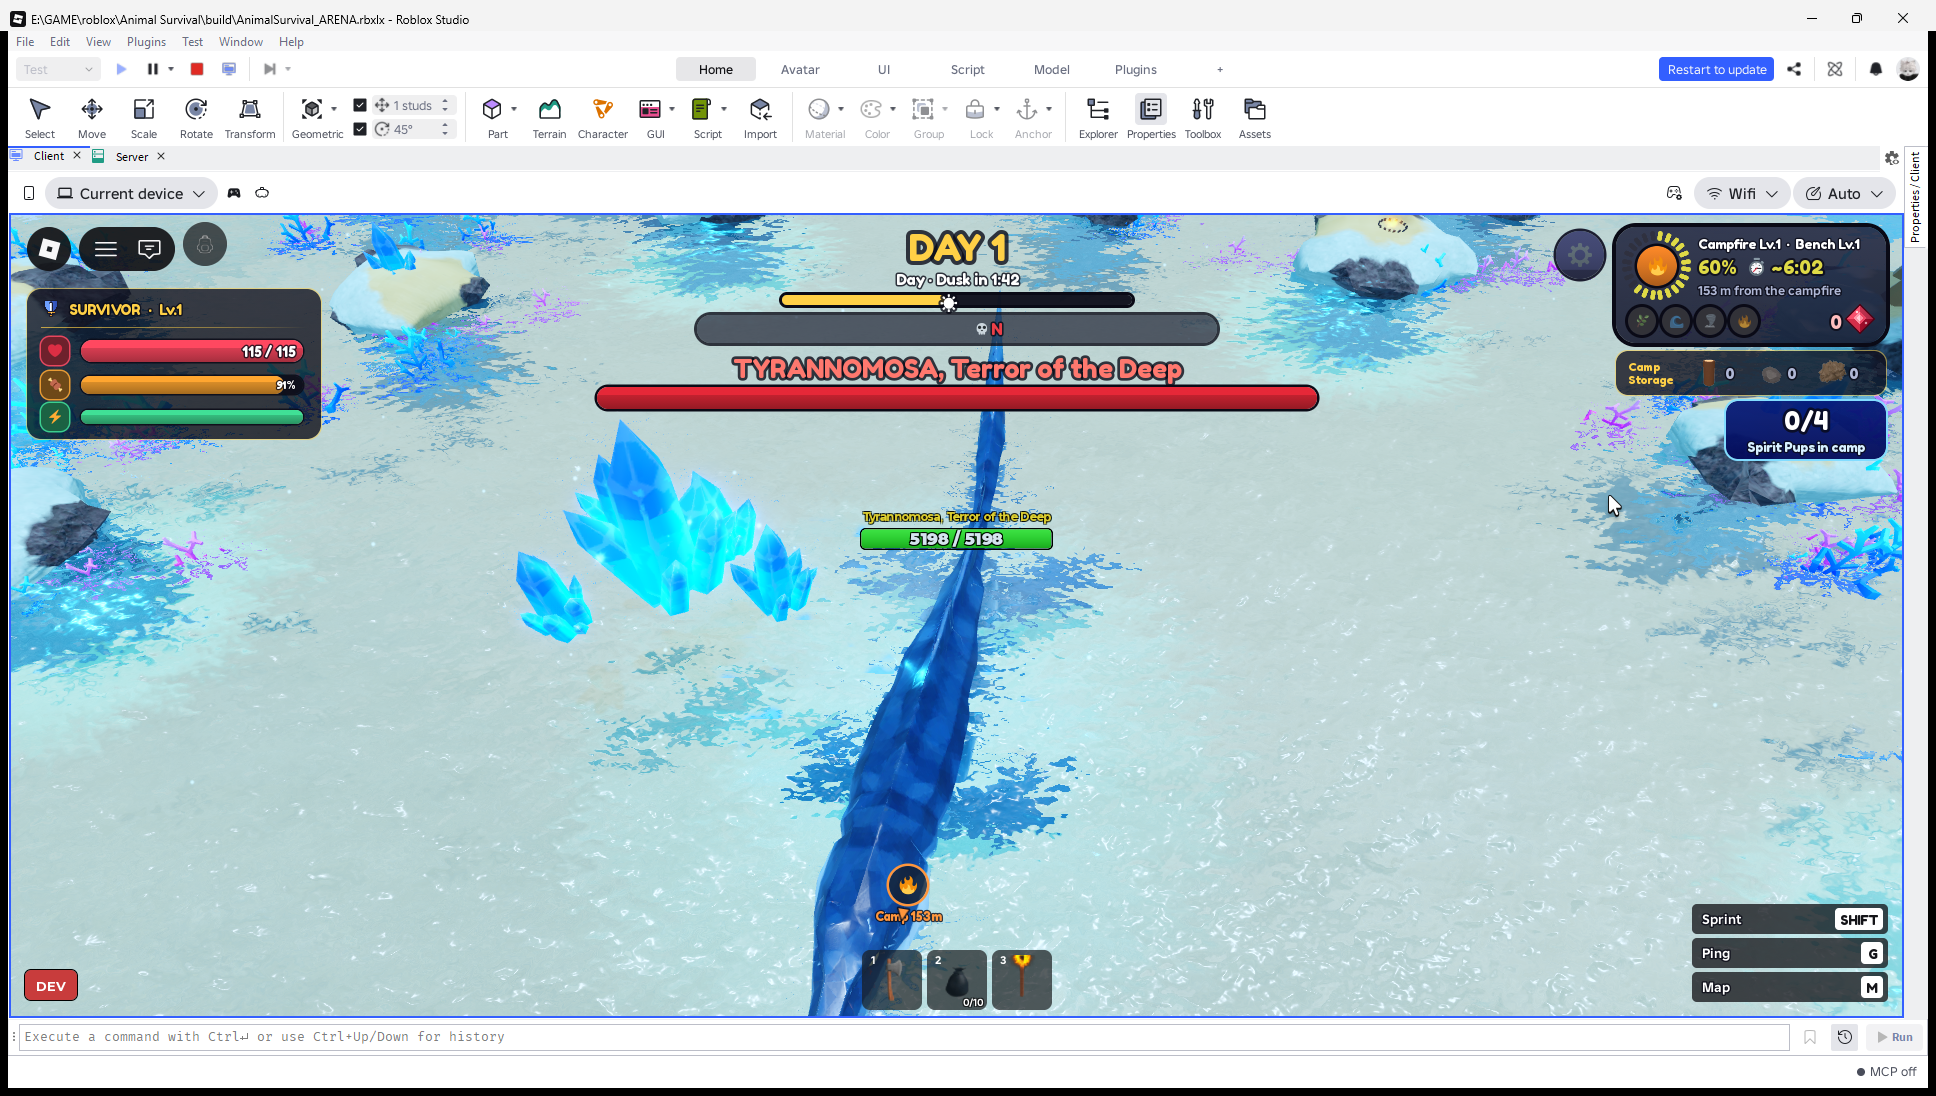 E:\GAME\roblox\Animal Survival\build\AnimalSurvival_ARENA.rbxlx - Roblox Studio
File Edit View Plugins Test Window Help
Test
Home Avatar UI Script Model Plugins +
Restart to update
1 studs
45°
Select Move Scale Rotate Transform Geometric Part Terrain Character GUI Script Import Material Color Group Lock Anchor Explorer Properties Toolbox Assets
Client Server
Properties / Client
Current device
Wifi
Auto
DAY 1
Day · Dusk in 1:42
N
TYRANNOMOSA, Terror of the Deep
SURVIVOR · Lv.1
115 / 115
91%
Campfire Lv.1 · Bench Lv.1
60% ~6:02
153 m from the campfire
0
Camp Storage
0 0 0
0/4
Spirit Pups in camp
Tyrannomosa, Terror of the Deep
5198 / 5198
Camp 153m
1 2 3
0/10
Sprint SHIFT
Ping G
Map M
DEV
Execute a command with Ctrl↵ or use Ctrl+Up/Down for history
Run
MCP off